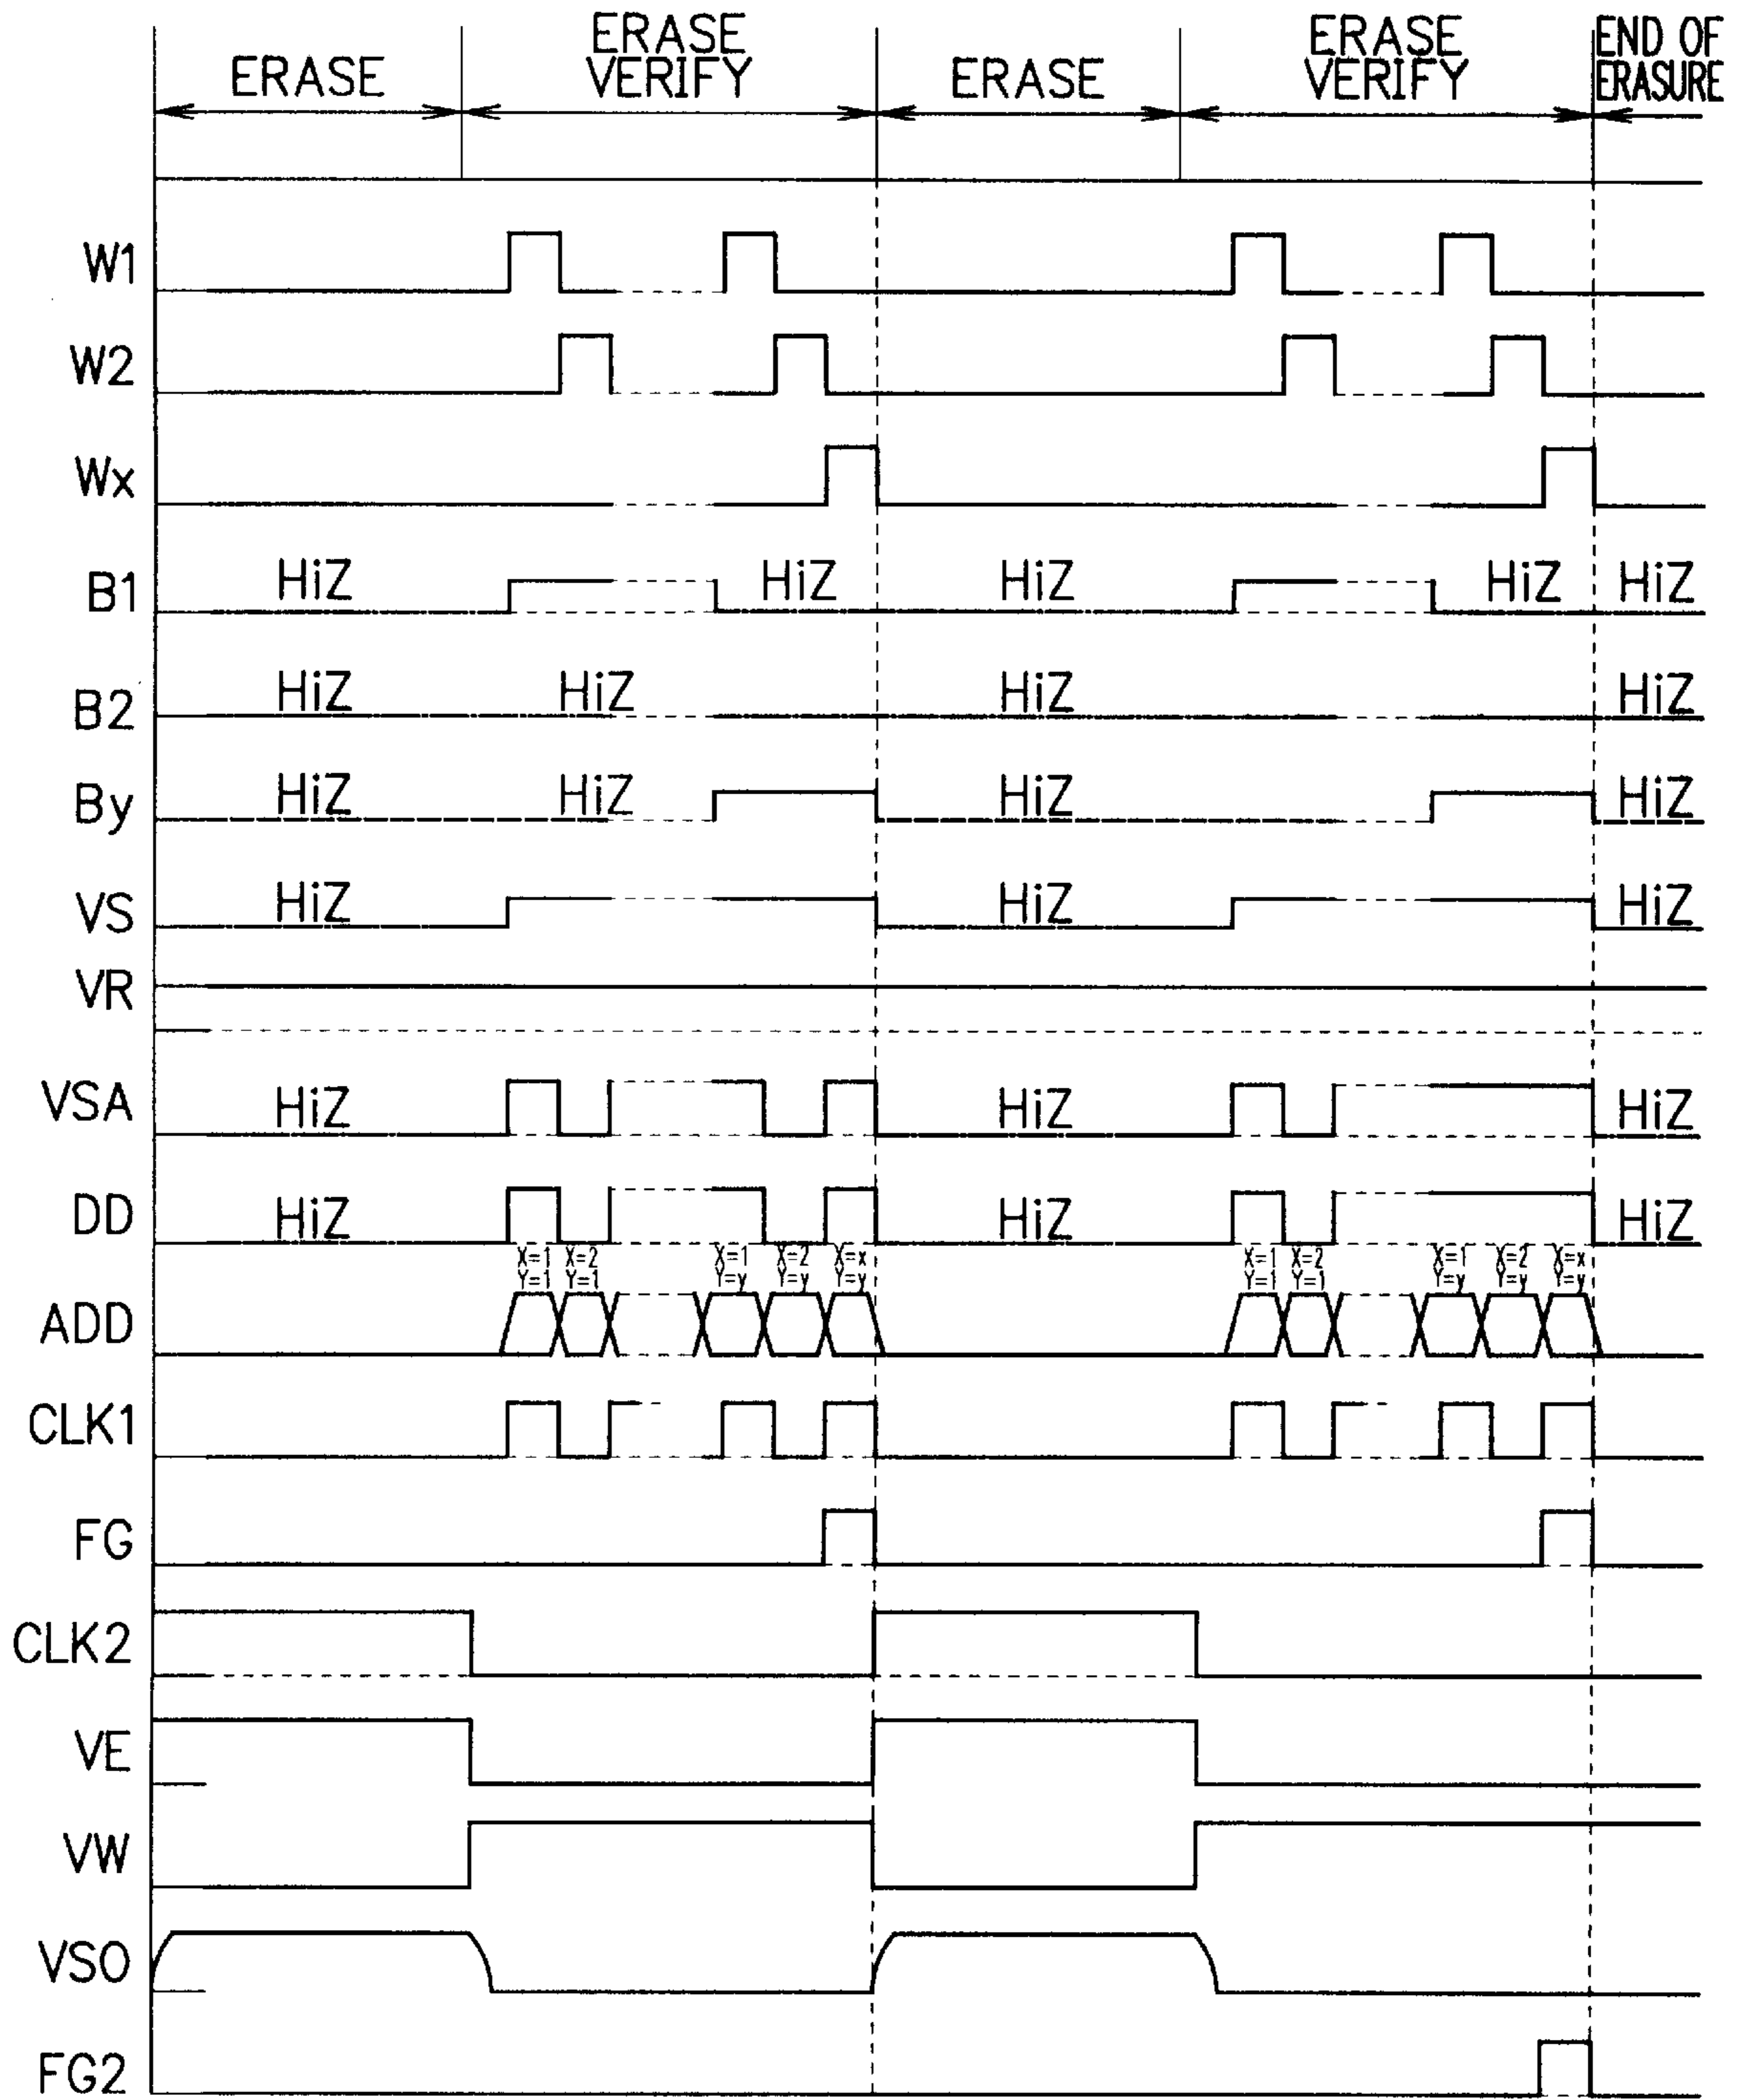 ERASE
ERASE VERIFY
ERASE
ERASE VERIFY
END OF ERASURE
W1
W2
Wx
B1 HiZ HiZ HiZ HiZ HiZ
B2 HiZ HiZ HiZ HiZ
By HiZ HiZ HiZ HiZ
VS HiZ HiZ HiZ
VR
VSA HiZ HiZ HiZ
DD HiZ HiZ HiZ
X=1 X=2 X=1 X=2 X=x X=1 X=2 X=1 X=2 X=x
Y=1 Y=1 Y=y Y=y Y=y Y=1 Y=1 Y=y Y=y Y=y
ADD
CLK1
FG
CLK2
VE
VW
VSO
FG2